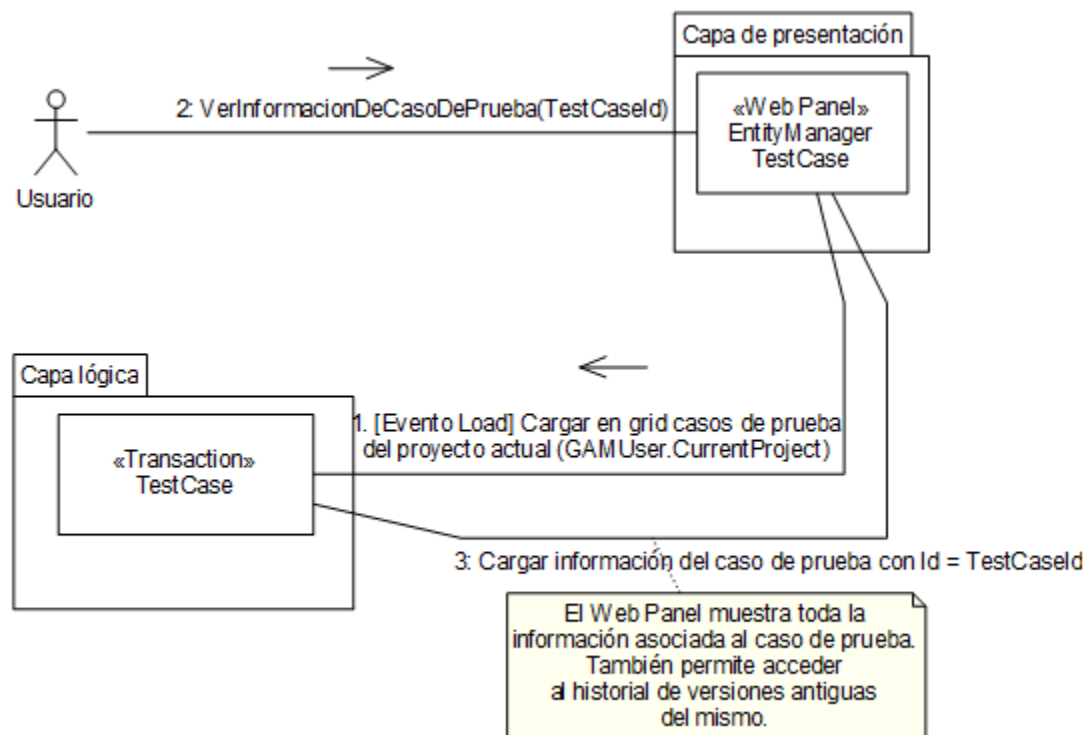 Capa de presentación
2: VerInformacionDeCasoDePrueba(TestCaseId)
«Web Panel»
EntityManager
TestCase
Usuario
Capa lógica
1. [Evento Load] Cargar en grid casos de prueba
del proyecto actual (GAMUser.CurrentProject)
«Transaction»
TestCase
3: Cargar información del caso de prueba con Id = TestCaseId
El Web Panel muestra toda la
información asociada al caso de prueba.
También permite acceder
al historial de versiones antiguas
del mismo.